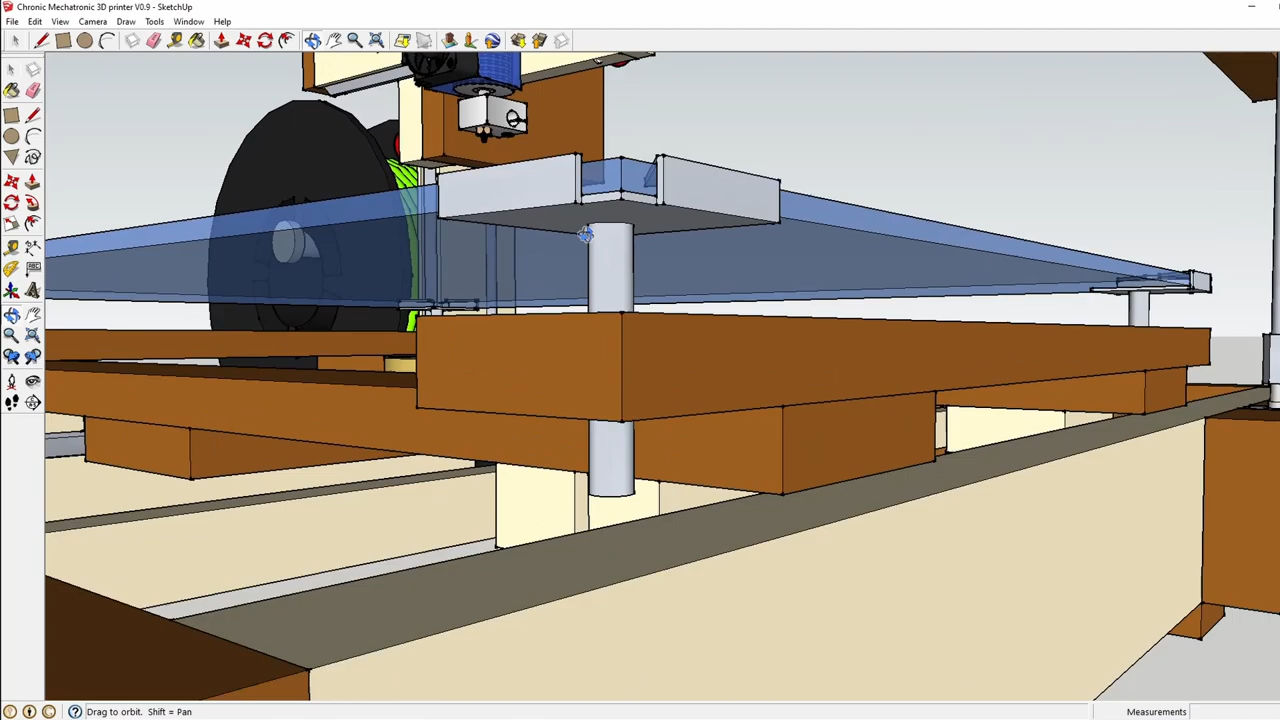 Chronic Mechatronic 3D printer V0.9 - SketchUp
File Edit View Camera Draw Tools Window Help
Drag to orbit. Shift = Pan
Measurements